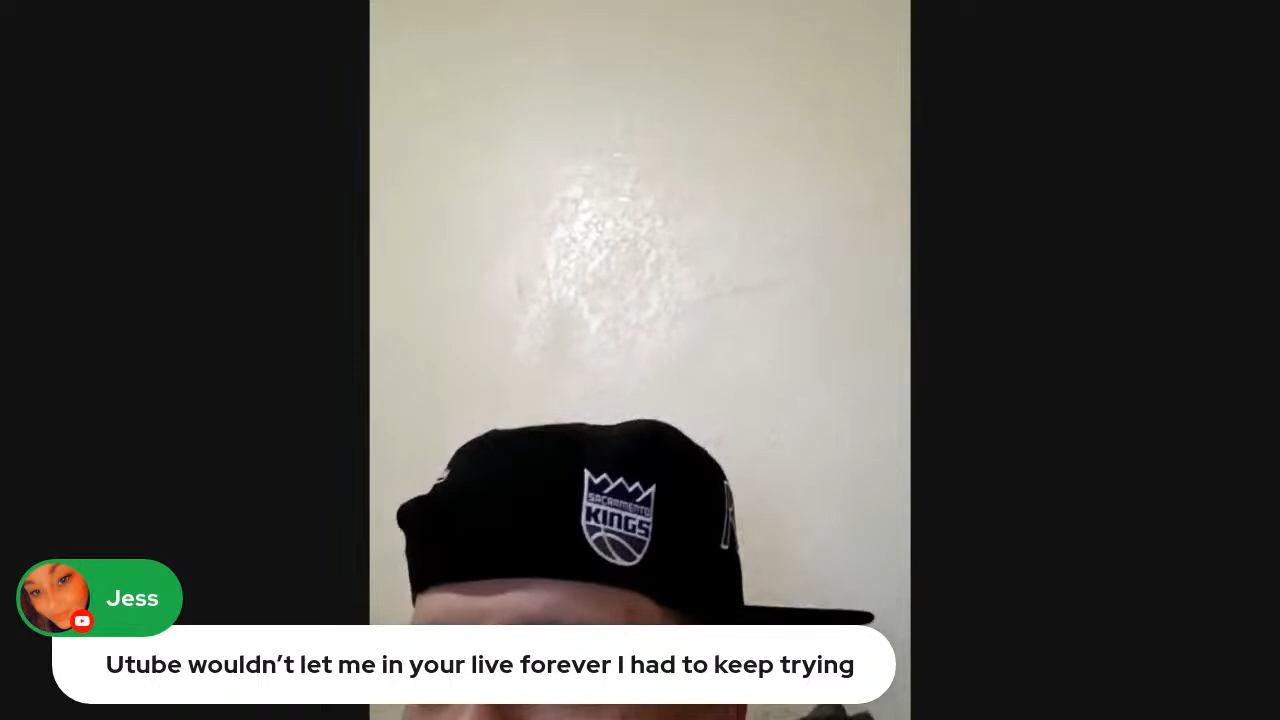 SACRAMENTO
KINGS
Jess
Utube wouldn’t let me in your live forever I had to keep trying